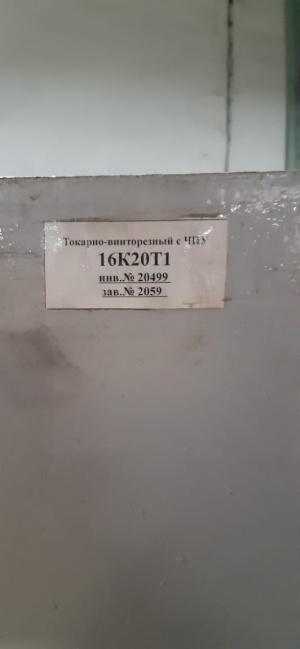 Токарно-винторезный с ЧПУ
16К20Т1
инв.№ 20499
зав.№ 2059